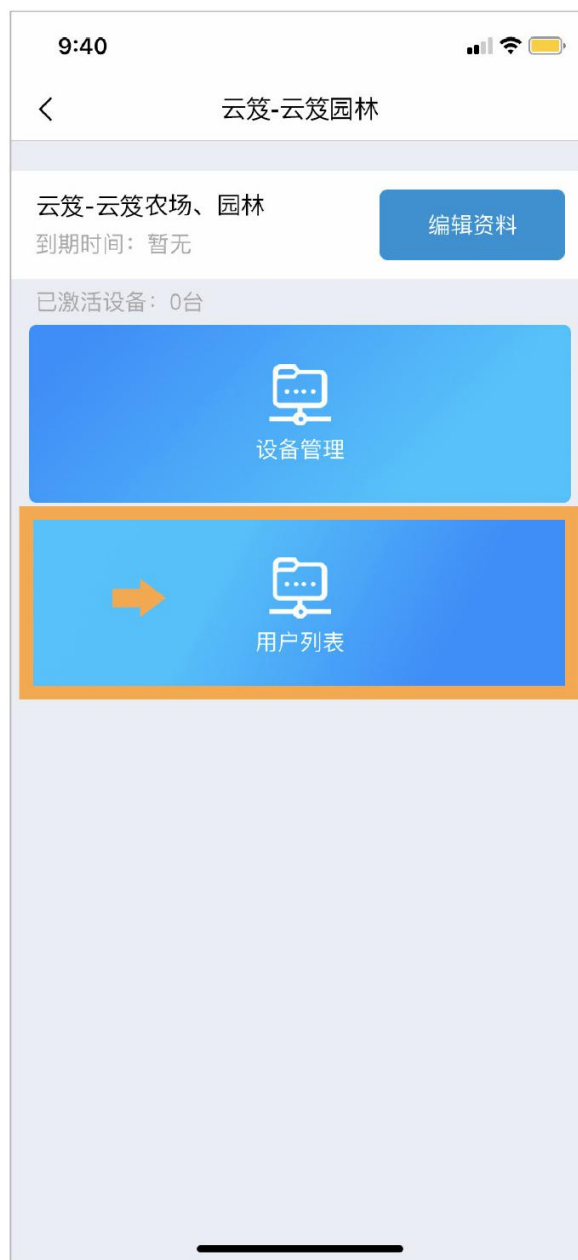 9:40
云笈-云笈园林
云笈-云笈农场、园林
编辑资料
到期时间：暂无
已激活设备：0台
设备管理
用户列表